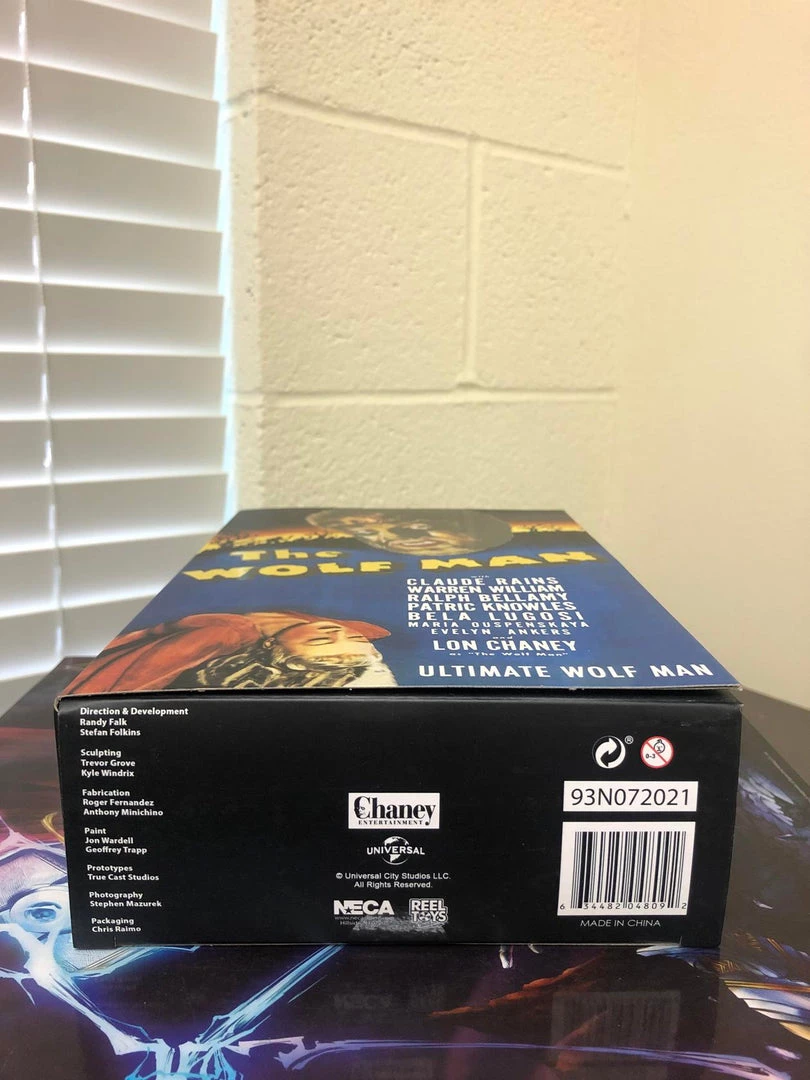 The
WOLF MAN
with
CLAUDE RAINS
WARREN WILLIAM
RALPH BELLAMY
PATRIC KNOWLES
BELA LUGOSI
MARIA OUSPENSKAYA
EVELYN ANKERS
and
LON CHANEY
as "The Wolf Man"
ULTIMATE WOLF MAN
Direction & Development
Randy Falk
Stefan Folkins
Sculpting
Trevor Grove
Kyle Windrix
Fabrication
Roger Fernandez
Anthony Minichino
Paint
Jon Wardell
Geoffrey Trapp
Prototypes
True Cast Studios
Photography
Stephen Mazurek
Packaging
Chris Raimo
Chaney
ENTERTAINMENT
UNIVERSAL
© Universal City Studios LLC.
All Rights Reserved.
NECA
REEL
TOYS
®
0-3
93N072021
6 34482 04809 2
MADE IN CHINA